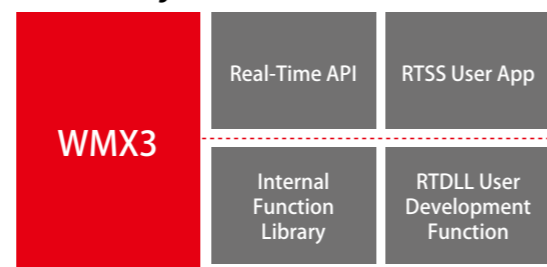 WMX3
Real-Time API
RTSS User App
Internal
Function
Library
RTDLL User
Development
Function